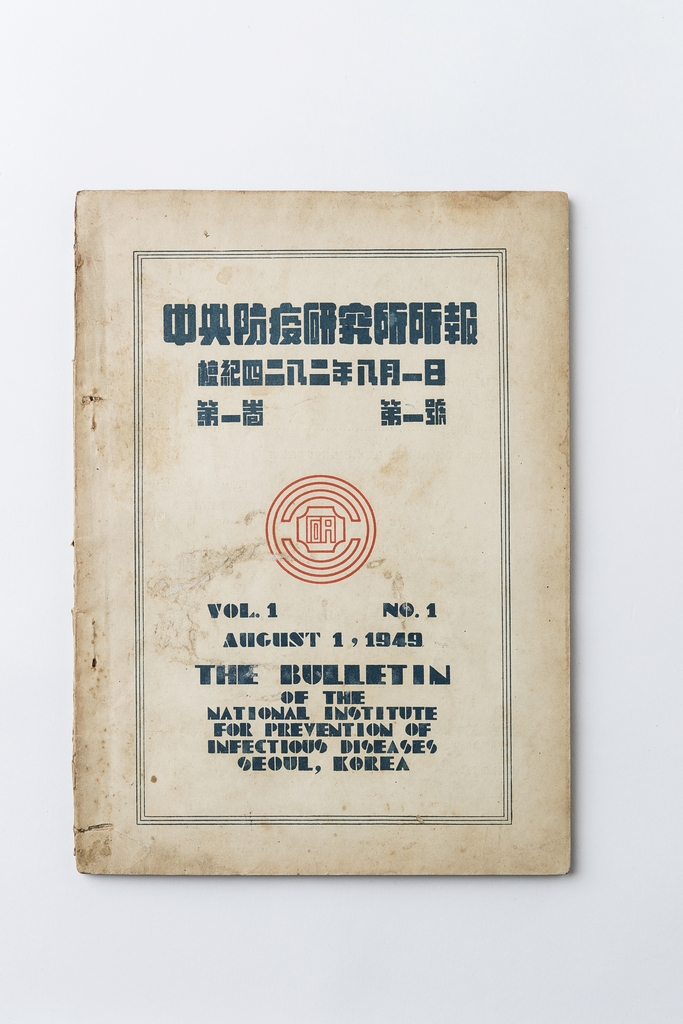 中央防疫研究所所報
檀紀四二八二年八月一日
第一卷 第一號
研
VOL. 1 NO. 1
AUGUST 1, 1949
THE BULLETIN
OF THE
NATIONAL INSTITUTE
FOR PREVENTION OF
INFECTIOUS DISEASES
SEOUL, KOREA